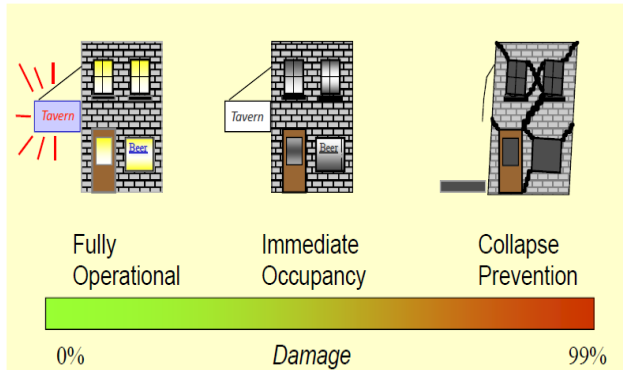 Tavern
Beer
Tavern
Beer
Fully
Operational
Immediate
Occupancy
Collapse
Prevention
0%
Damage
99%